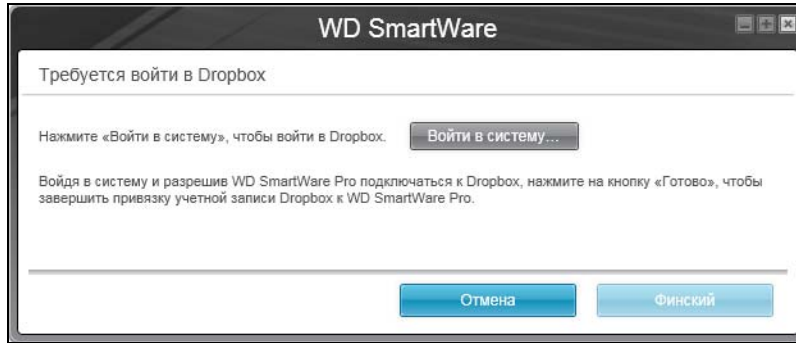 WD SmartWare
Требуется войти в Dropbox
Нажмите «Войти в систему», чтобы войти в Dropbox. Войти в систему...
Войдя в систему и разрешив WD SmartWare Pro подключаться к Dropbox, нажмите на кнопку «Готово», чтобы
завершить привязку учетной записи Dropbox к WD SmartWare Pro.
Отмена Финский